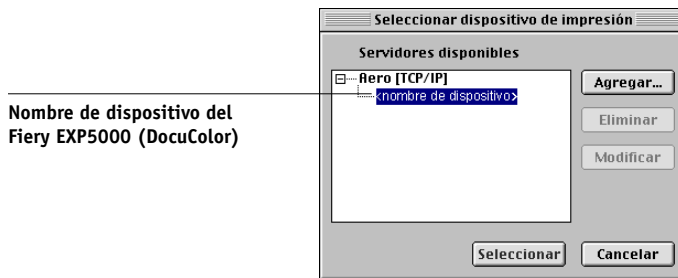 Seleccionar dispositivo de impresión
Servidores disponibles
Aero [TCP/IP]
<nombre de dispositivo>
Agregar...
Eliminar
Modificar
Seleccionar
Cancelar
Nombre de dispositivo del
Fiery EXP5000 (DocuColor)